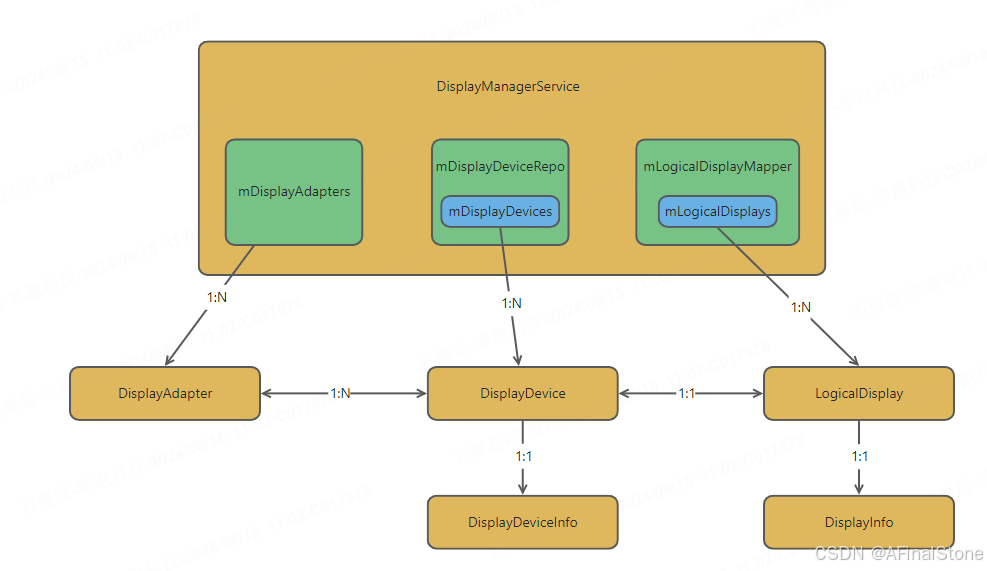 DisplayManagerService
mDisplayAdapters
mDisplayDeviceRepo
mDisplayDevices
mLogicalDisplayMapper
mLogicalDisplays
1:N
1:N
1:N
DisplayAdapter
1:N
DisplayDevice
1:1
LogicalDisplay
1:1
1:1
DisplayDeviceInfo
DisplayInfo
CSDN @AFinalStone